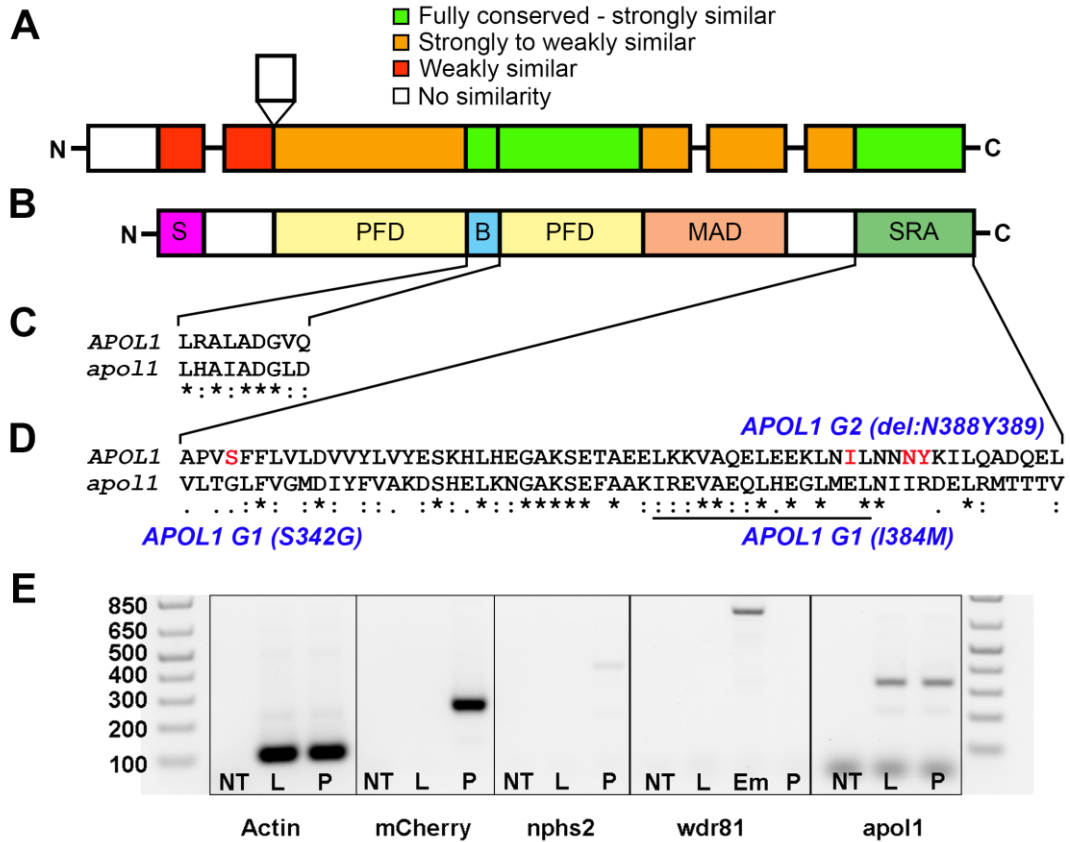 A
Fully conserved - strongly similar
Strongly to weakly similar
Weakly similar
No similarity
N C
B
N S PFD B PFD MAD SRA C
C
APOL1 LRALADGVQ
apol1 LHAIADGLD
*:*:***::
D
APOL1 G2 (del:N388Y389)
APOL1 APVSFFLVLDVVYLVYESKHLHEGAKSETAEELKKVAQELEEKLNILNNNYKILQADQEL
apol1 VLTGLFVGMDIYFVAKDSHELKNGAKSEFAAKIREVAEQLHEGLMELNIIRDELRMTTTV
APOL1 G1 (S342G)
APOL1 G1 (I384M)
E
850
650
500
400
300
200
100
NT L P NT L P NT L P NT L Em P NT L P
Actin mCherry nphs2 wdr81 apol1